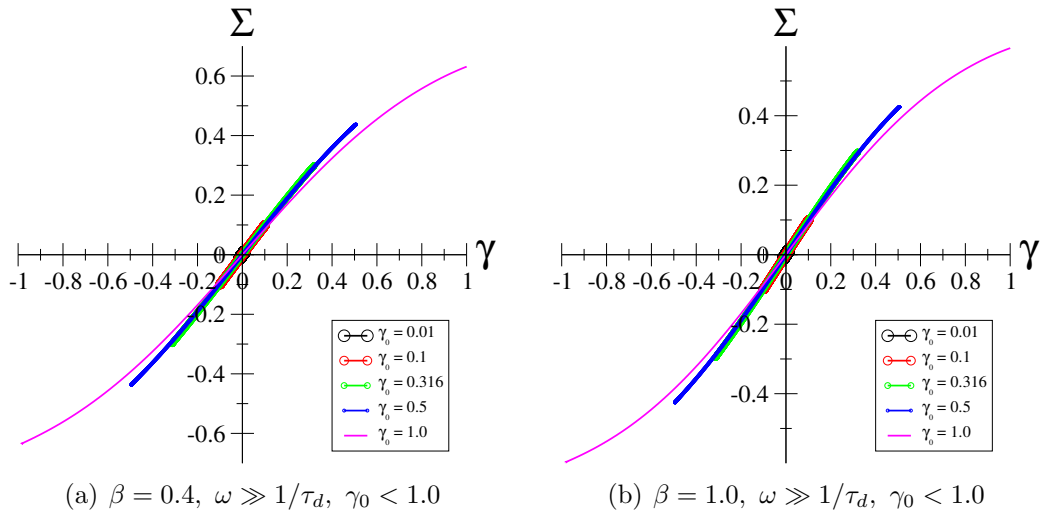 Σ
0.6
0.4
0.2
0
-0.2
-0.4
-0.6
-1 -0.8 -0.6 -0.4 -0.2 0 0.2 0.4 0.6 0.8 1
γ
γ₀ = 0.01
γ₀ = 0.1
γ₀ = 0.316
γ₀ = 0.5
γ₀ = 1.0
(a) β = 0.4, ω ≫ 1/τ_d, γ₀ < 1.0
Σ
0.4
0.2
0
-0.2
-0.4
-1 -0.8 -0.6 -0.4 -0.2 0 0.2 0.4 0.6 0.8 1
γ
γ₀ = 0.01
γ₀ = 0.1
γ₀ = 0.316
γ₀ = 0.5
γ₀ = 1.0
(b) β = 1.0, ω ≫ 1/τ_d, γ₀ < 1.0